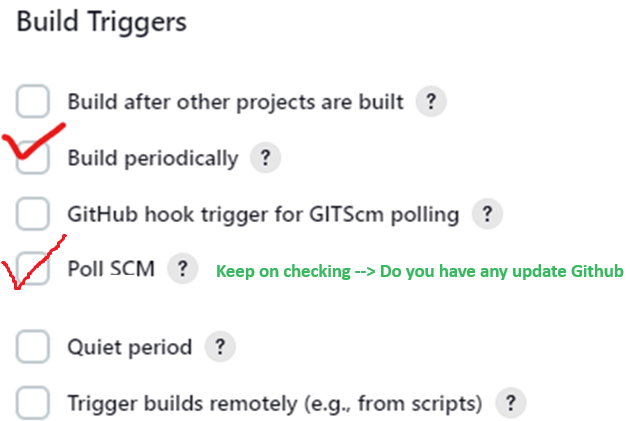 Build Triggers
Build after other projects are built ?
Build periodically ?
GitHub hook trigger for GITScm polling ?
Poll SCM ? Keep on checking --> Do you have any update Github
Quiet period ?
Trigger builds remotely (e.g., from scripts) ?